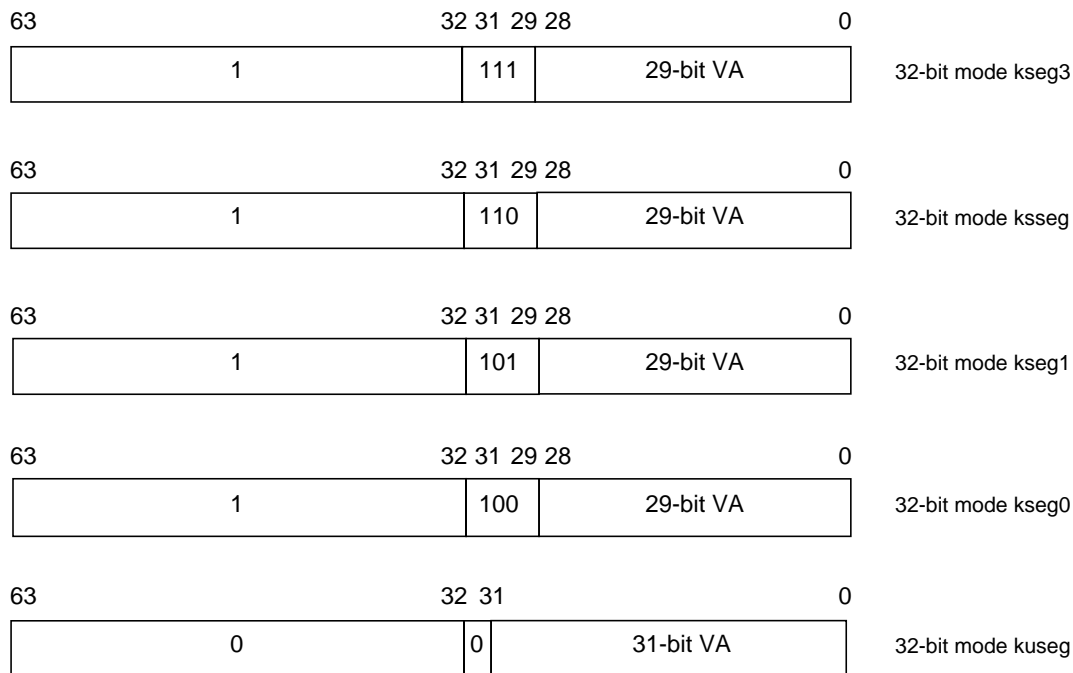 63 32 31 29 28 0
1 111 29-bit VA 32-bit mode kseg3
63 32 31 29 28 0
1 110 29-bit VA 32-bit mode ksseg
63 32 31 29 28 0
1 101 29-bit VA 32-bit mode kseg1
63 32 31 29 28 0
1 100 29-bit VA 32-bit mode kseg0
63 32 31 0
0 0 31-bit VA 32-bit mode kuseg